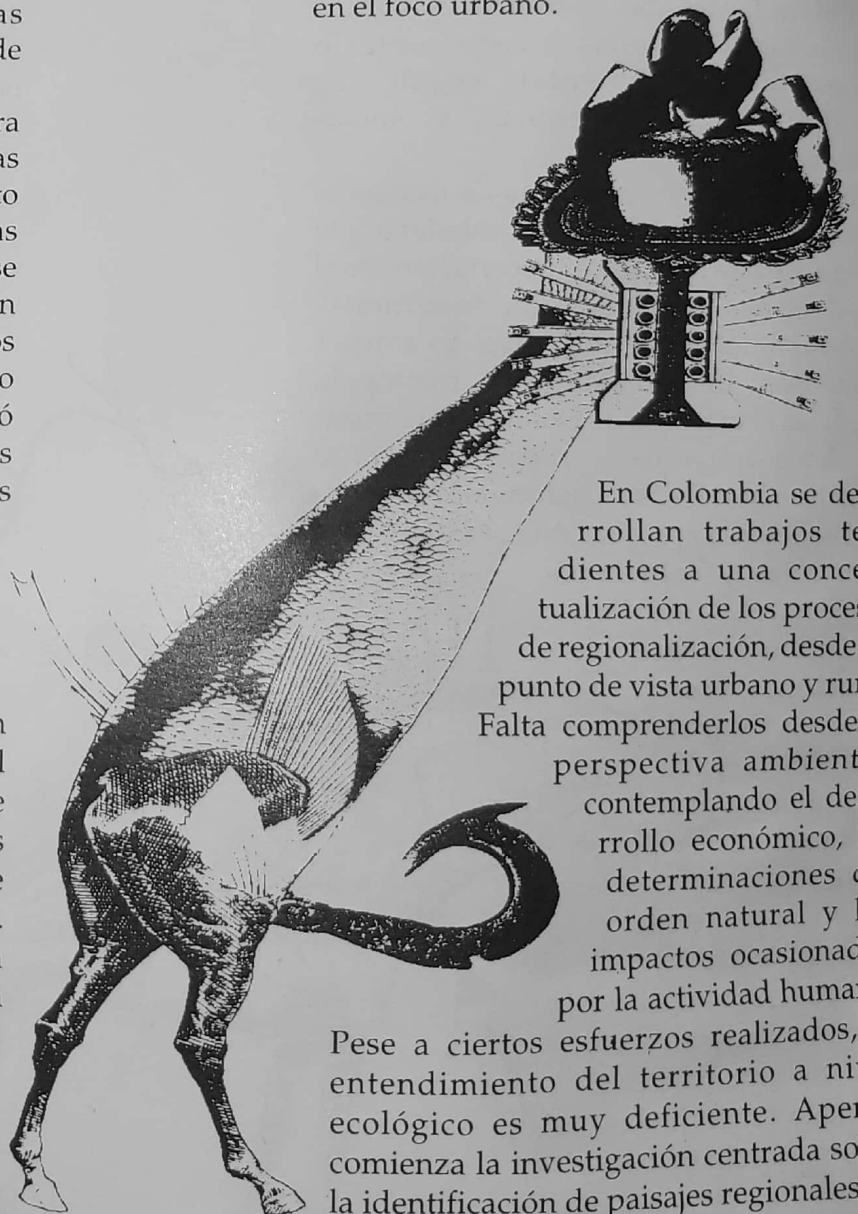 en el foco urbano.
En Colombia se de
rrollan trabajos te
dientes a una conce
tualización de los proces
de regionalización, desde
punto de vista urbano y rur
Falta comprenderlos desde
perspectiva ambient
contemplando el de
rrollo económico,
determinaciones
orden natural y
impactos ocasionad
por la actividad human
Pese a ciertos esfuerzos realizados,
entendimiento del territorio a niv
ecológico es muy deficiente. Apen
comienza la investigación centrada so
la identificación de paisajes regionales